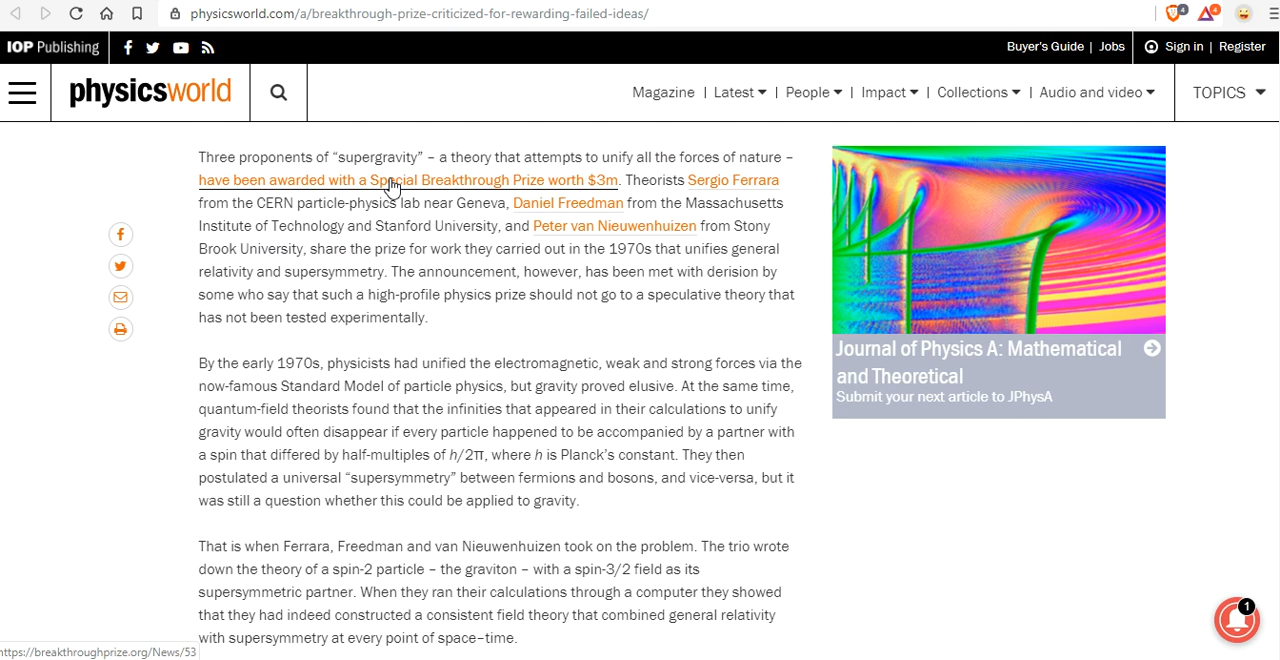 physicsworld.com/a/breakthrough-prize-criticized-for-rewarding-failed-ideas/
4
4
IOP Publishing
Buyer's Guide | Jobs
Sign in | Register
physicsworld
Magazine | Latest | People | Impact | Collections | Audio and video
TOPICS
Three proponents of “supergravity” – a theory that attempts to unify all the forces of nature –
have been awarded with a Special Breakthrough Prize worth $3m. Theorists Sergio Ferrara
from the CERN particle-physics lab near Geneva, Daniel Freedman from the Massachusetts
Institute of Technology and Stanford University, and Peter van Nieuwenhuizen from Stony
Brook University, share the prize for work they carried out in the 1970s that unifies general
relativity and supersymmetry. The announcement, however, has been met with derision by
some who say that such a high-profile physics prize should not go to a speculative theory that
has not been tested experimentally.
By the early 1970s, physicists had unified the electromagnetic, weak and strong forces via the
now-famous Standard Model of particle physics, but gravity proved elusive. At the same time,
quantum-field theorists found that the infinities that appeared in their calculations to unify
gravity would often disappear if every particle happened to be accompanied by a partner with
a spin that differed by half-multiples of h/2π, where h is Planck's constant. They then
postulated a universal “supersymmetry” between fermions and bosons, and vice-versa, but it
was still a question whether this could be applied to gravity.
That is when Ferrara, Freedman and van Nieuwenhuizen took on the problem. The trio wrote
down the theory of a spin-2 particle – the graviton – with a spin-3/2 field as its
supersymmetric partner. When they ran their calculations through a computer they showed
that they had indeed constructed a consistent field theory that combined general relativity
with supersymmetry at every point of space–time.
Journal of Physics A: Mathematical
and Theoretical
Submit your next article to JPhysA
1
https://breakthroughprize.org/News/53